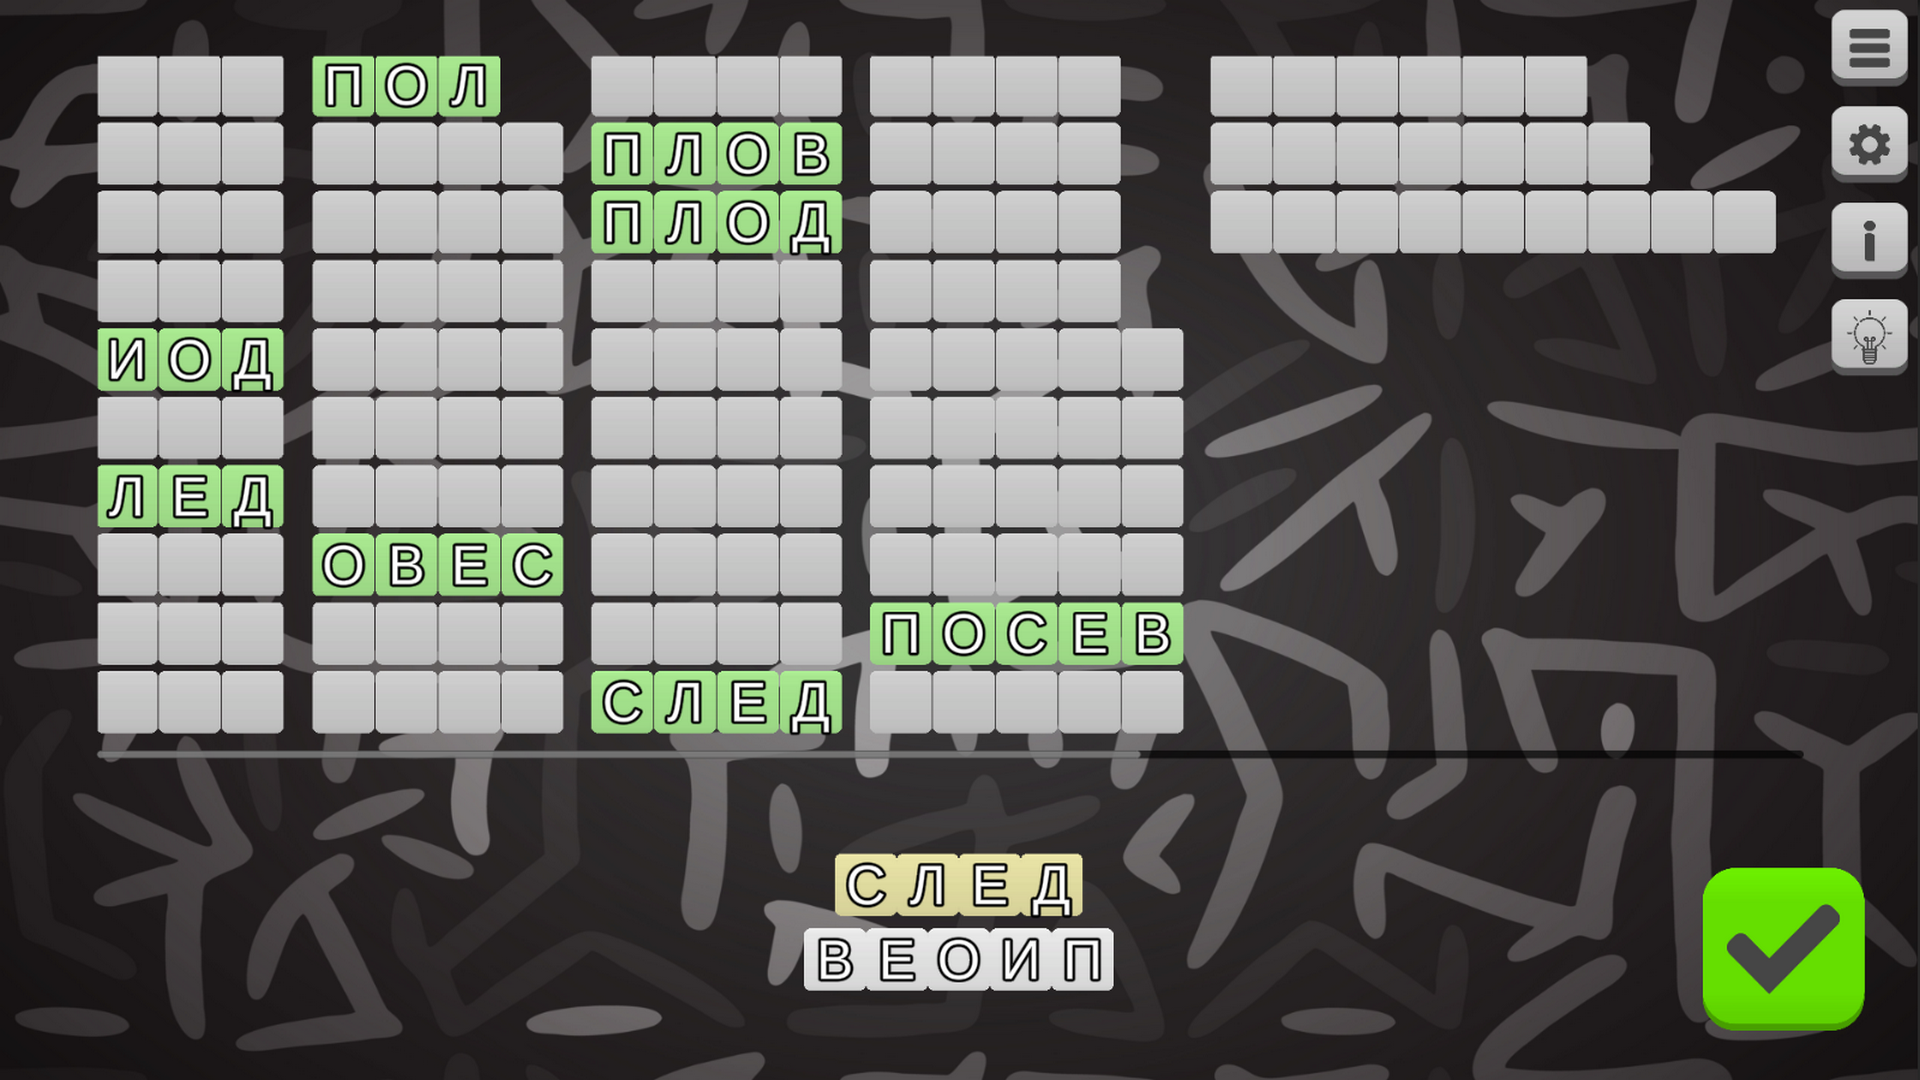 ПОЛ
ПЛОВ
ПЛОД
ИОД
ЛЕД
ОВЕС
ПОСЕВ
СЛЕД
СЛЕД
ВЕОИП